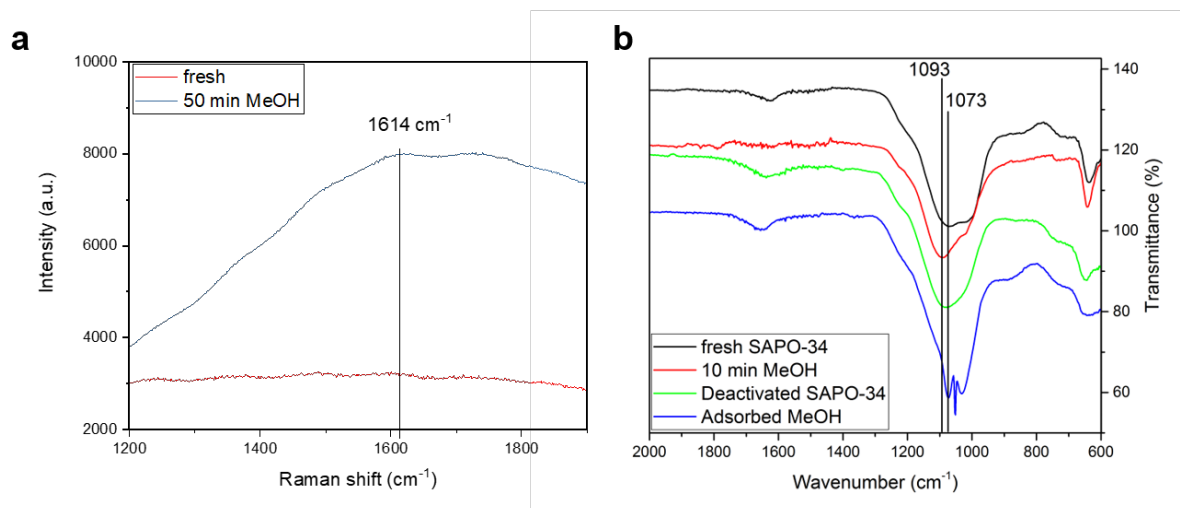 a
10000
8000
6000
4000
2000
Intensity (a.u.)
fresh
50 min MeOH
1614 cm⁻¹
1200
1400
1600
1800
Raman shift (cm⁻¹)
b
1093
1073
140
120
100
80
60
Transmittance (%)
fresh SAPO-34
10 min MeOH
Deactivated SAPO-34
Adsorbed MeOH
2000
1800
1600
1400
1200
1000
800
600
Wavenumber (cm⁻¹)